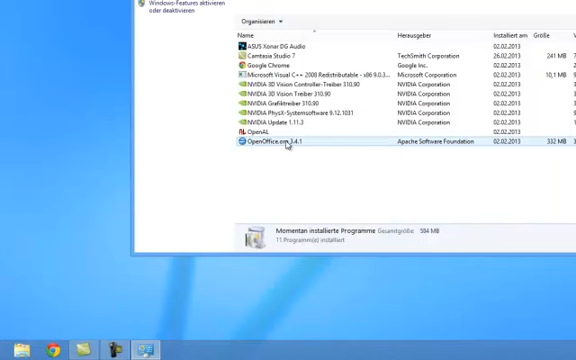 Windows-Features aktivieren
oder deaktivieren
Organisieren
Name Herausgeber Installiert am Größe
ASUS Xonar DG Audio 02.02.2013
Camtasia Studio 7 TechSmith Corporation 26.02.2013 241 MB
Google Chrome Google Inc. 02.02.2013
Microsoft Visual C++ 2008 Redistributable - x86 9.0.3... Microsoft Corporation 02.02.2013 10,1 MB
NVIDIA 3D Vision Controller-Treiber 310.90 NVIDIA Corporation 02.02.2013
NVIDIA 3D Vision Treiber 310.90 NVIDIA Corporation 02.02.2013
NVIDIA Grafiktreiber 310.90 NVIDIA Corporation 02.02.2013
NVIDIA PhysX-Systemsoftware 9.12.1031 NVIDIA Corporation 02.02.2013
NVIDIA Update 1.11.3 NVIDIA Corporation 02.02.2013
OpenAL 02.02.2013
OpenOffice.org 3.4.1 Apache Software Foundation 02.02.2013 332 MB
Momentan installierte Programme Gesamtgröße: 584 MB
11 Programm(e) installiert